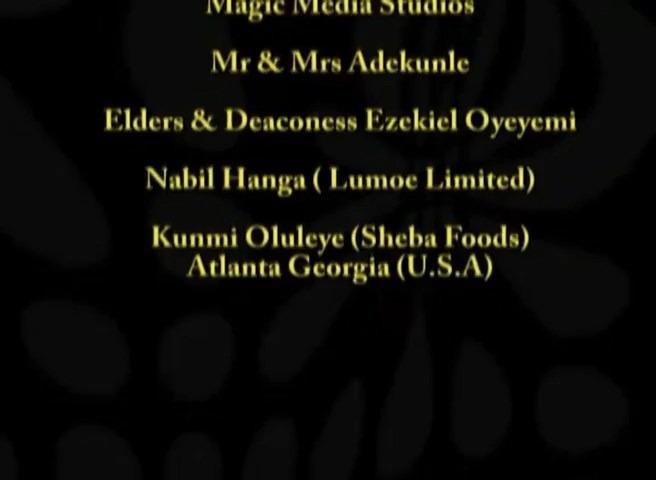 Magic Media Studios
Mr & Mrs Adekunle
Elders & Deaconess Ezekiel Oyeyemi
Nabil Hanga ( Lumoe Limited)
Kunmi Oluleye (Sheba Foods)
Atlanta Georgia (U.S.A)